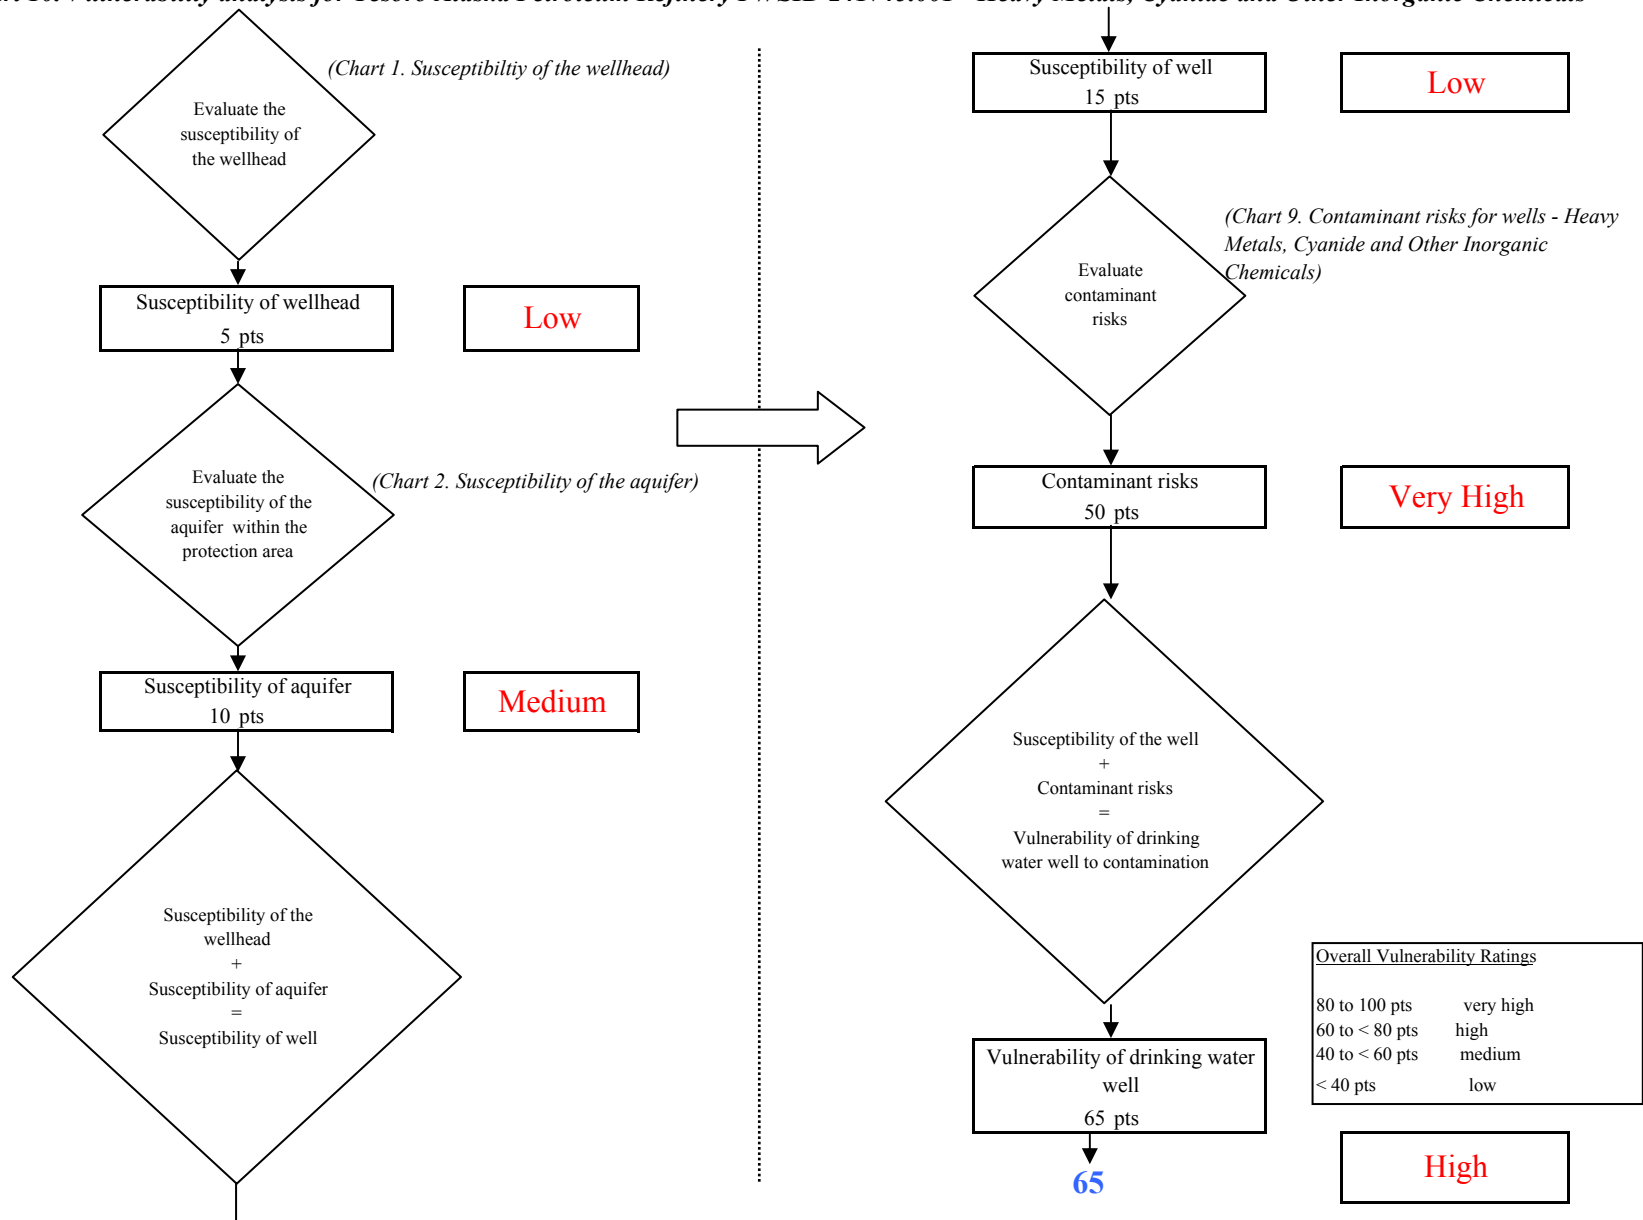 (Chart 1. Susceptibiltiy of the wellhead)
Evaluate the
susceptibility of
the wellhead
Susceptibility of wellhead
5 pts
Low
(Chart 2. Susceptibility of the aquifer)
Evaluate the
susceptibility of the
aquifer within the
protection area
Susceptibility of aquifer
10 pts
Medium
Susceptibility of the
wellhead
+
Susceptibility of aquifer
=
Susceptibility of well
Susceptibility of well
15 pts
Low
(Chart 9. Contaminant risks for wells - Heavy
Metals, Cyanide and Other Inorganic
Chemicals)
Evaluate
contaminant
risks
Contaminant risks
50 pts
Very High
Susceptibility of the well
+
Contaminant risks
=
Vulnerability of drinking
water well to contamination
Overall Vulnerability Ratings
80 to 100 pts very high
60 to < 80 pts high
40 to < 60 pts medium
< 40 pts low
Vulnerability of drinking water
well
65 pts
65
High